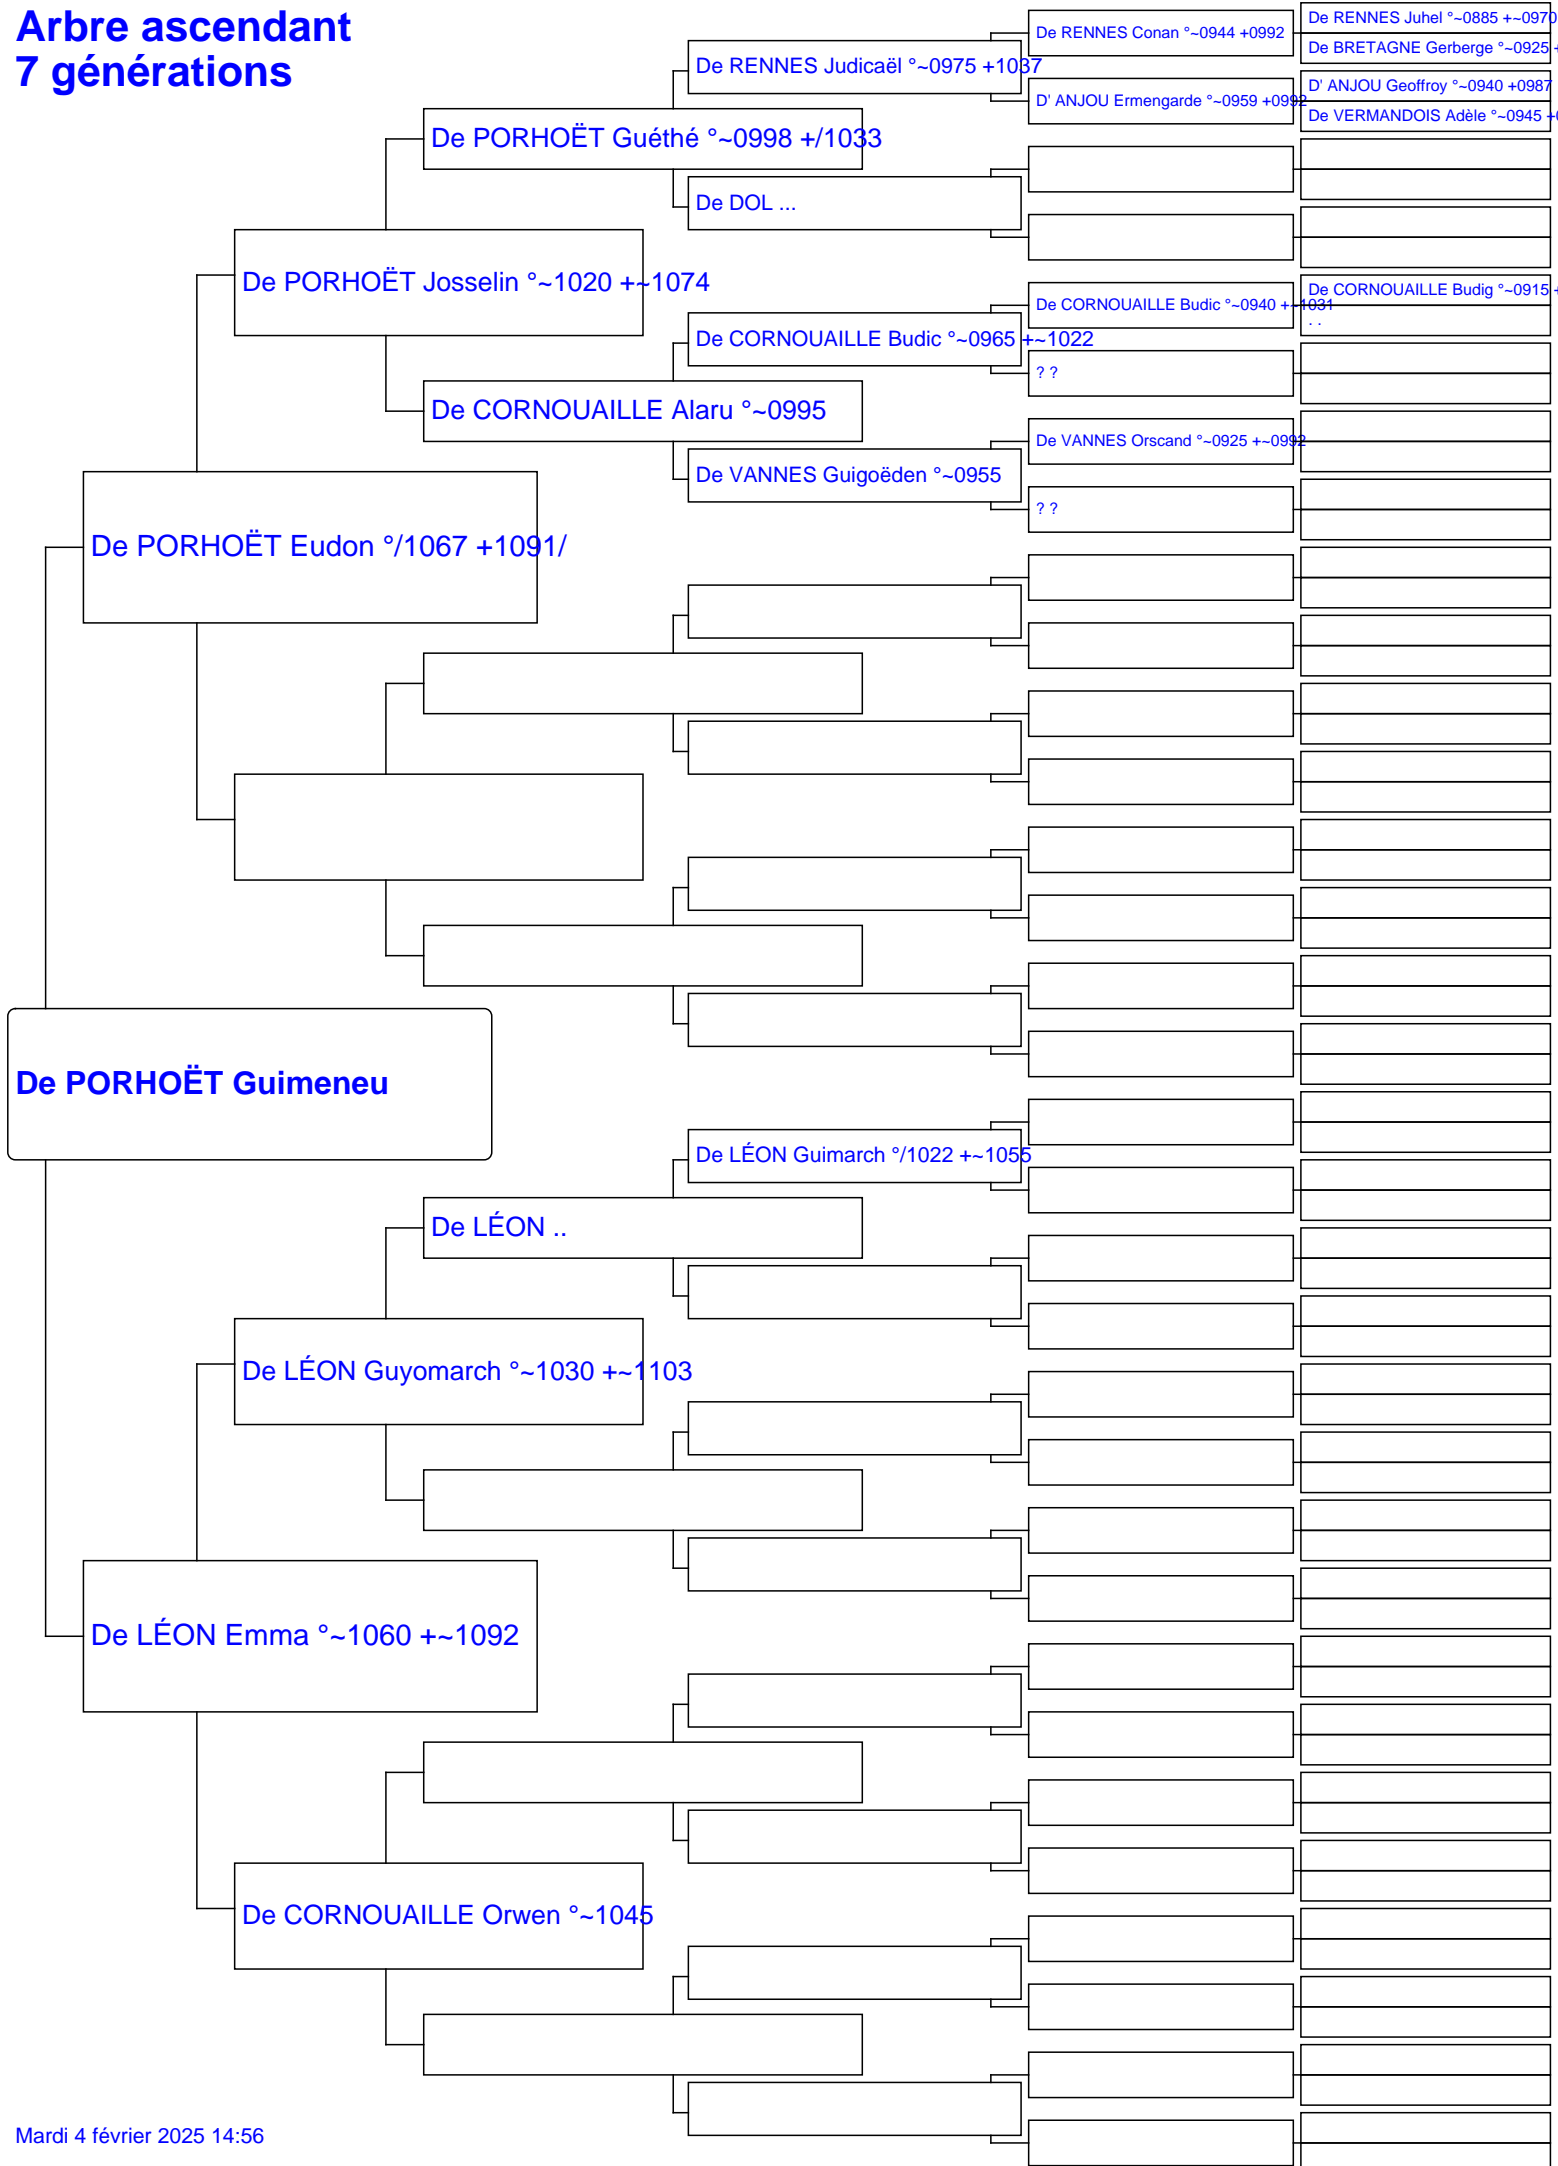 Arbre ascendant
7 générations
De RENNES Juhel °~0885 +~0970
De RENNES Conan °~0944 +0992
De BRETAGNE Gerberge °~0925 +
De RENNES Judicaël °~0975 +1037
D' ANJOU Geoffroy °~0940 +0987
D' ANJOU Ermengarde °~0959 +0992
De VERMANDOIS Adèle °~0945 +
De PORHOËT Guéthé °~0998 +/1033
De DOL ...
De PORHOËT Josselin °~1020 +~1074
De CORNOUAILLE Budig °~0915 +
De CORNOUAILLE Budic °~0940 +~1031
. .
De CORNOUAILLE Budic °~0965 +~1022
? ?
De CORNOUAILLE Alaru °~0995
De VANNES Orscand °~0925 +~0992
De VANNES Guigoëden °~0955
? ?
De PORHOËT Eudon °/1067 +1091/
De PORHOËT Guimeneu
De LÉON Guimarch °/1022 +~1055
De LÉON ..
De LÉON Guyomarch °~1030 +~1103
De LÉON Emma °~1060 +~1092
De CORNOUAILLE Orwen °~1045
Mardi 4 février 2025 14:56